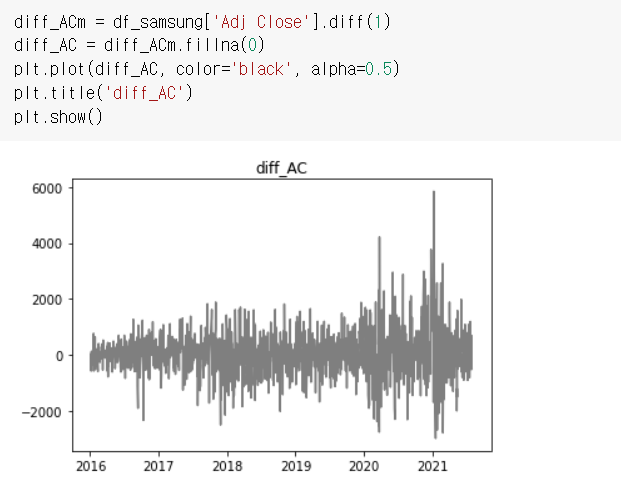 diff_ACm = df_samsung['Adj Close'].diff(1)
diff_AC = diff_ACm.fillna(0)
plt.plot(diff_AC, color='black', alpha=0.5)
plt.title('diff_AC')
plt.show()
diff_AC
6000
4000
2000
0
−2000
2016 2017 2018 2019 2020 2021